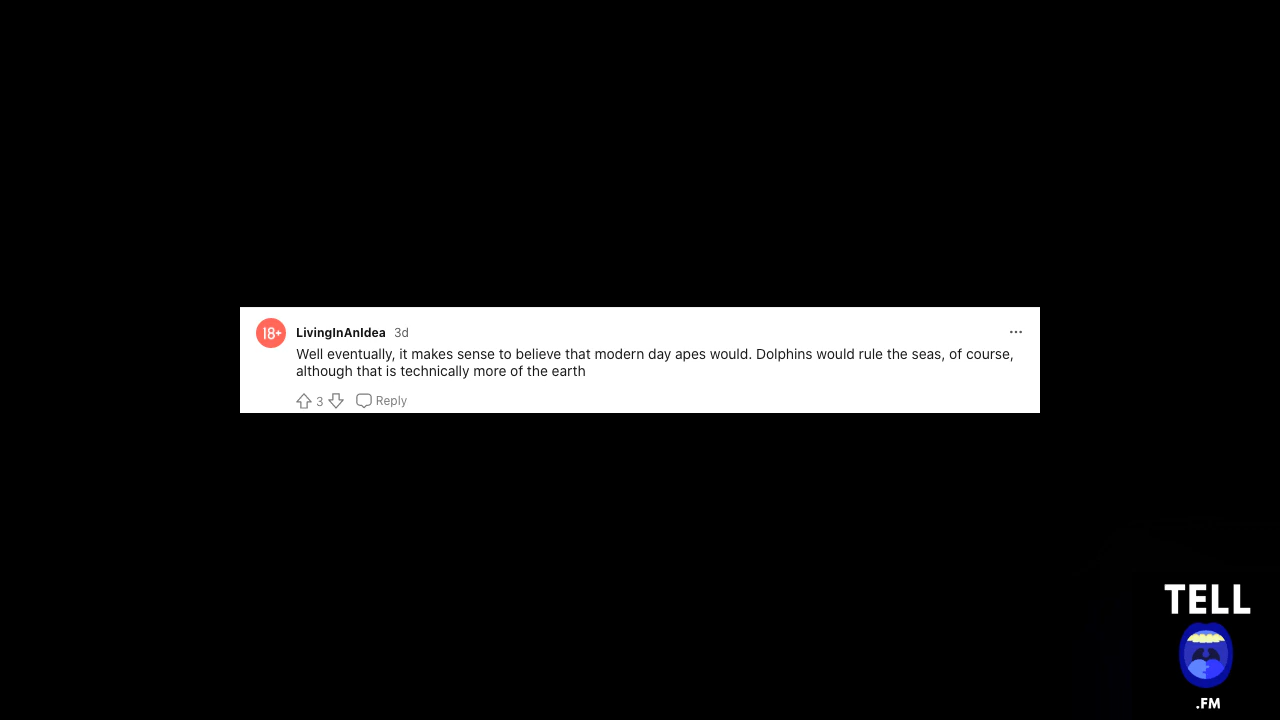 18+
LivingInAnIdea 3d
Well eventually, it makes sense to believe that modern day apes would. Dolphins would rule the seas, of course,
although that is technically more of the earth
3 Reply
TELL
.FM